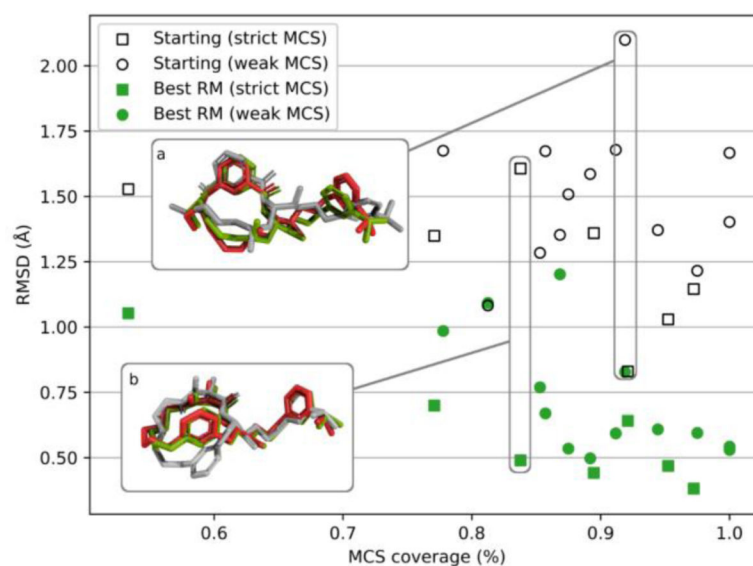 Starting (strict MCS)
Starting (weak MCS)
Best RM (strict MCS)
Best RM (weak MCS)
a
b
RMSD (Å)
2.00
1.75
1.50
1.25
1.00
0.75
0.50
0.6 0.7 0.8 0.9 1.0
MCS coverage (%)